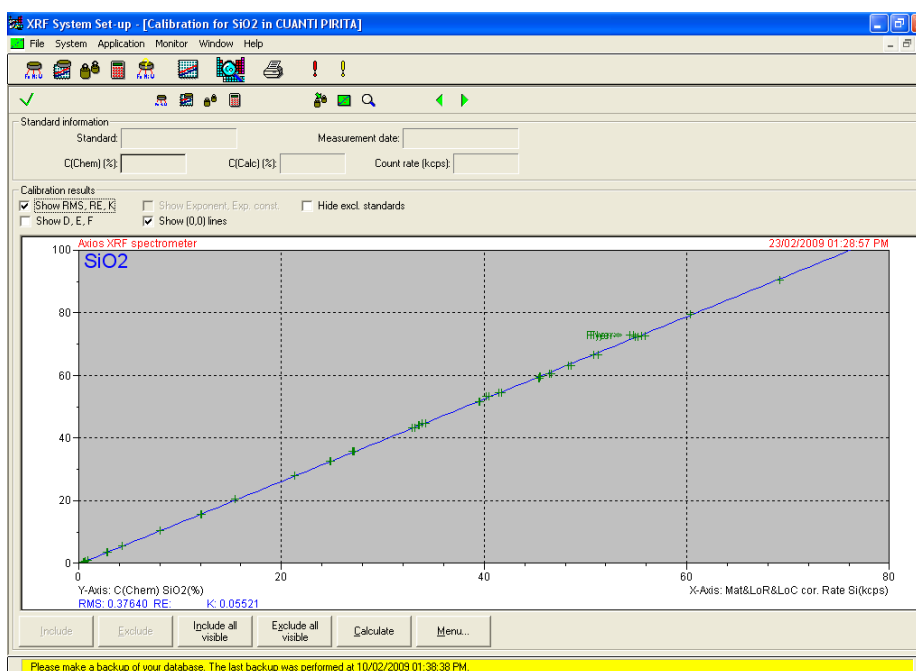 XRF System Set-up - [Calibration for SiO2 in CUANTI PIRITA]
File System Application Monitor Window Help
Standard information
Standard: Measurement date:
C(Chem) (%): C(Calc) (%): Count rate (kcps):
Calibration results
Show RMS, RE, K Show Exponent, Exp. const. Hide excl. standards
Show D, E, F Show (0,0) lines
Axios XRF spectrometer 23/02/2009 01:28:57 PM
100
SiO2
80
60
40
20
0
0 20 40 60 80
Y-Axis: C(Chem) SiO2(%) X-Axis: Mat&LoR&LoC cor. Rate Si(kcps)
RMS: 0.37640 RE: K: 0.05521
Include Exclude Include all visible Exclude all visible Calculate Menu...
Please make a backup of your database. The last backup was performed at 10/02/2009 01:38:38 PM.